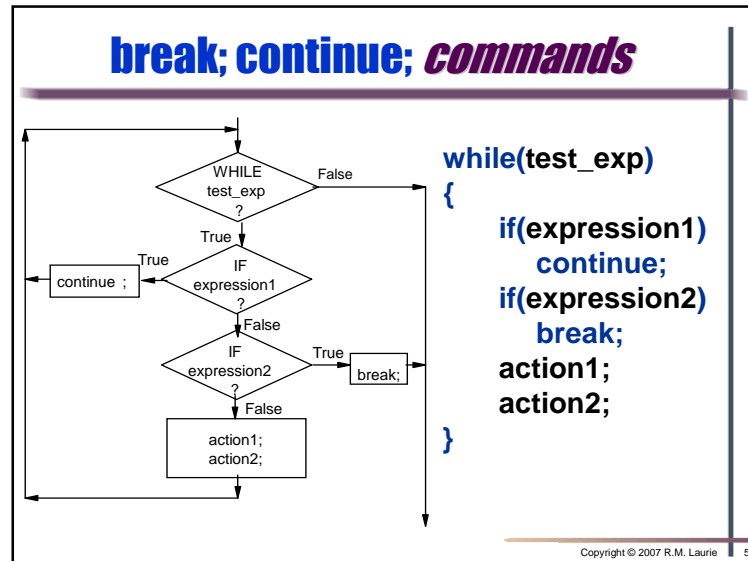 break; continue; commands
WHILE
test_exp
?
False
True
IF
expression1
?
True
continue ;
False
IF
expression2
?
True
break;
False
action1;
action2;
while(test_exp)
{
if(expression1)
continue;
if(expression2)
break;
action1;
action2;
}
Copyright © 2007 R.M. Laurie
5